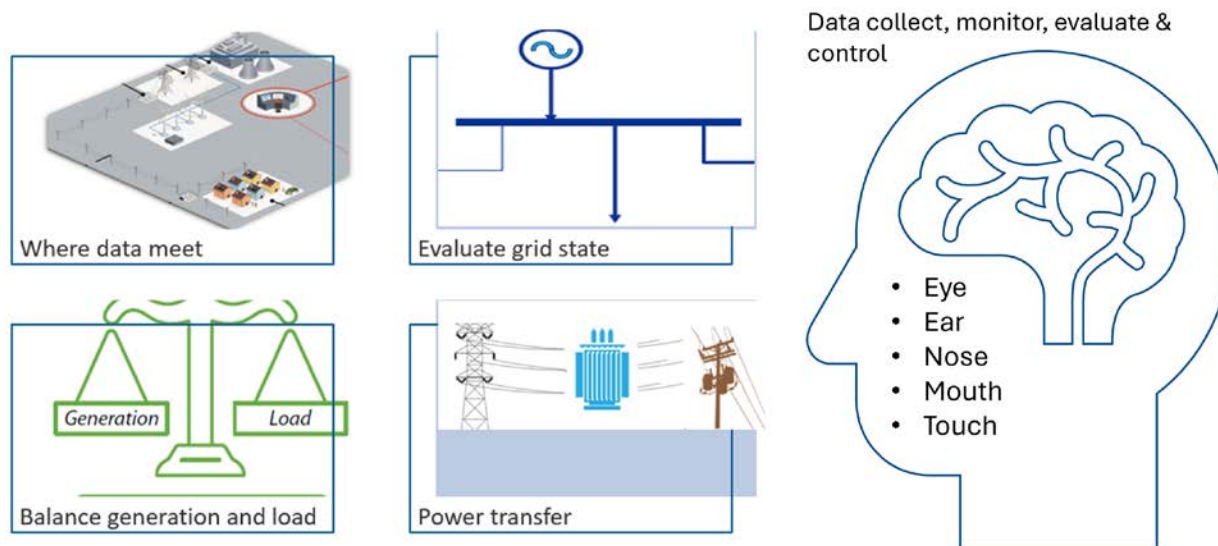 Where data meet
Evaluate grid state
Generation
Load
Balance generation and load
Power transfer
Data collect, monitor, evaluate &
control
• Eye
• Ear
• Nose
• Mouth
• Touch